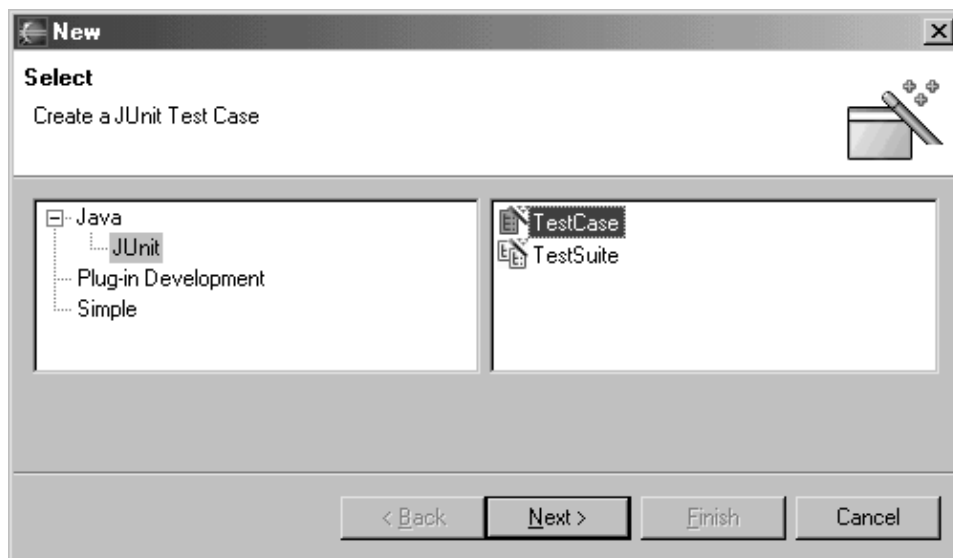 New
Select
Create a JUnit Test Case
Java
JUnit
Plug-in Development
Simple
TestCase
TestSuite
< Back
Next >
Finish
Cancel